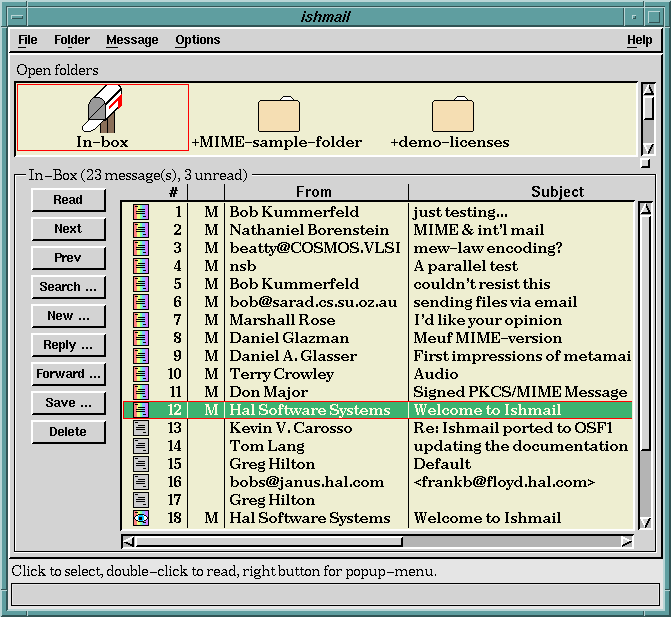 ishmail
File Folder Message Options Help
Open folders
In-box +MIME-sample-folder +demo-licenses
In-Box (23 message(s), 3 unread)
Read
Next
Prev
Search ...
New ...
Reply ...
Forward ...
Save ...
Delete
# From Subject
1 M Bob Kummerfeld just testing...
2 M Nathaniel Borenstein MIME & int'l mail
3 M beatty@COSMOS.VLSI mew-law encoding?
4 M nsb A parallel test
5 M Bob Kummerfeld couldn't resist this
6 M bob@sarad.cs.su.oz.au sending files via email
7 M Marshall Rose I'd like your opinion
8 M Daniel Glazman Meuf MIME-version
9 M Daniel A. Glasser First impressions of metamai
10 M Terry Crowley Audio
11 M Don Major Signed PKCS/MIME Message
12 M Hal Software Systems Welcome to Ishmail
13 Kevin V. Carosso Re: Ishmail ported to OSF1
14 Tom Lang updating the documentation
15 Greg Hilton Default
16 bobs@janus.hal.com <frankb@floyd.hal.com>
17 Greg Hilton
18 M Hal Software Systems Welcome to Ishmail
Click to select, double-click to read, right button for popup-menu.